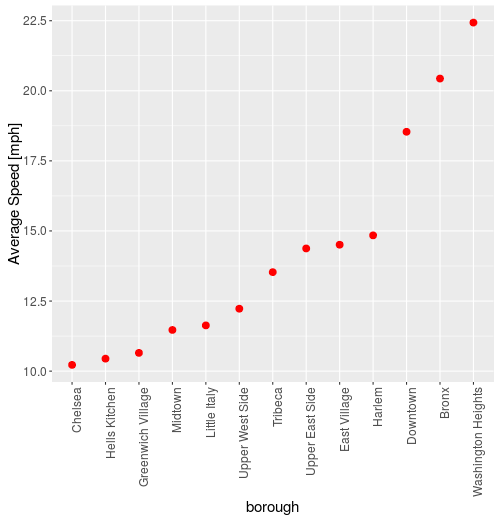 Average Speed [mph]
22.5
20.0
17.5
15.0
12.5
10.0
Chelsea
Hells Kitchen
Greenwich Village
Midtown
Little Italy
Upper West Side
Tribeca
Upper East Side
East Village
Harlem
Downtown
Bronx
Washington Heights
borough